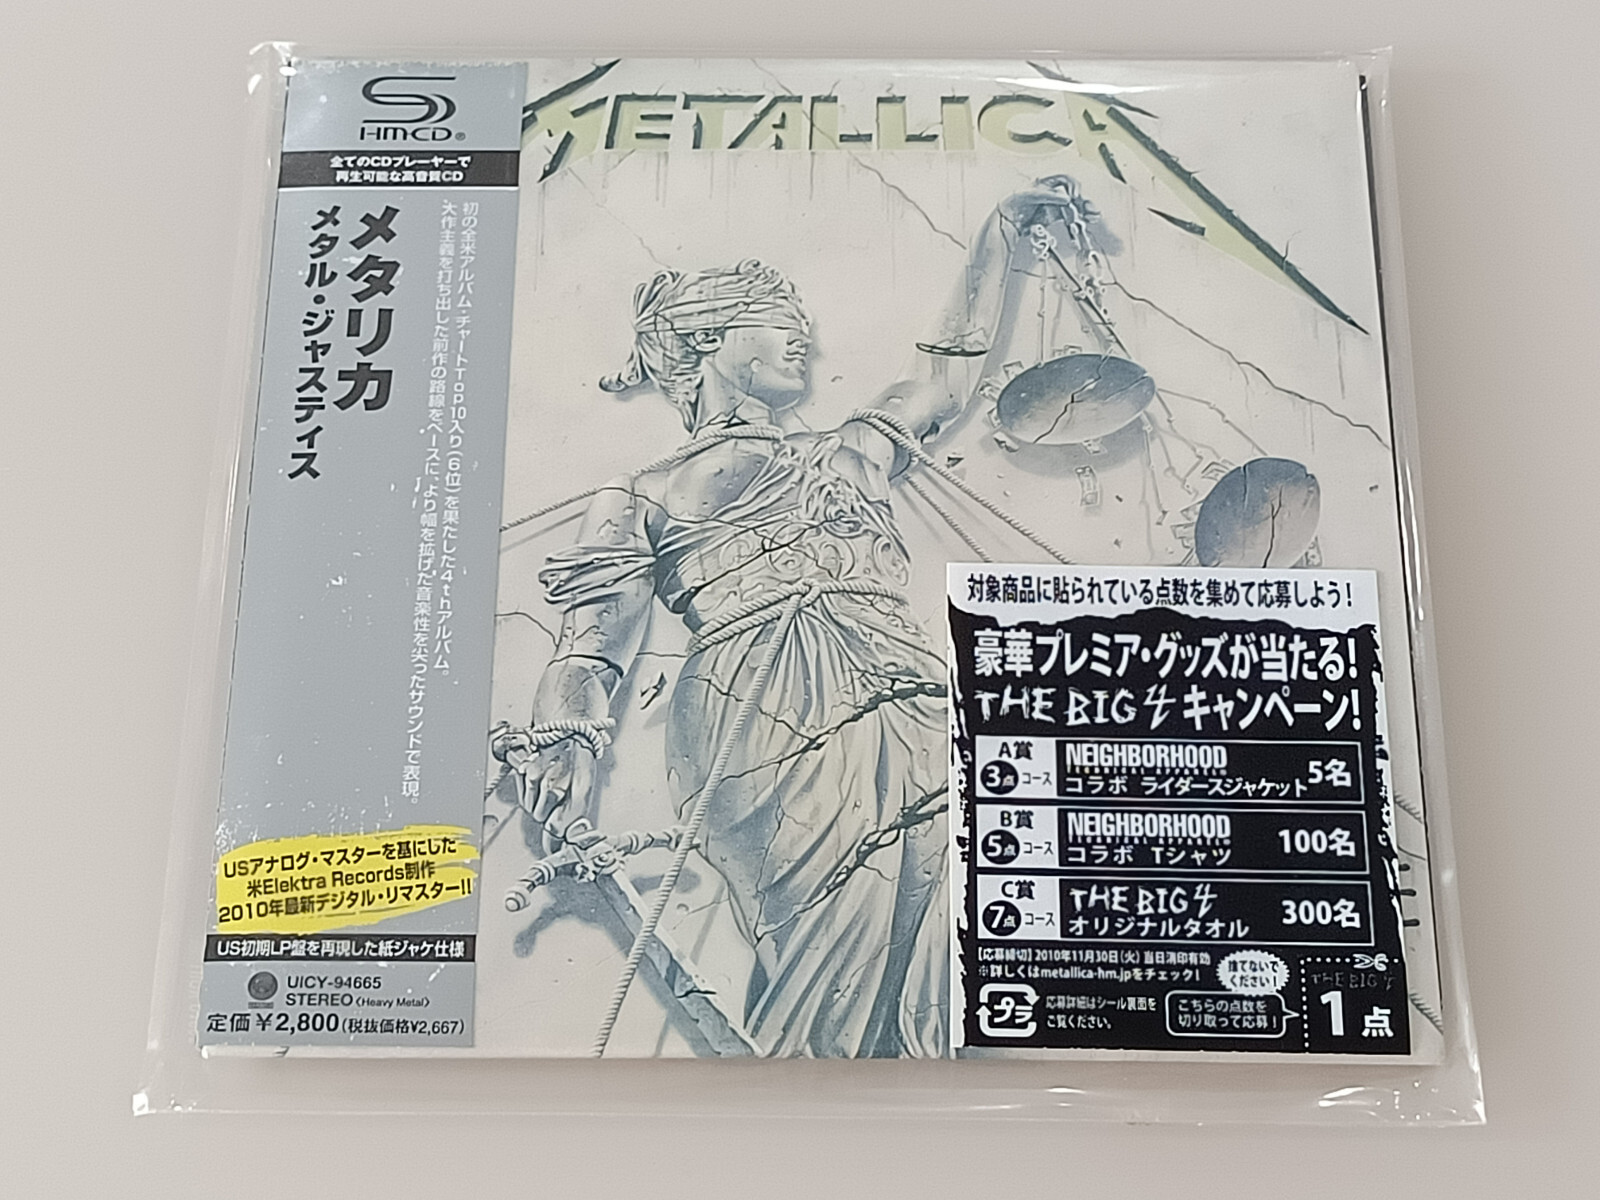 SHM-CD®
全てのCDプレーヤーで
再生可能な高音質CD
メタリカ
メタル・ジャスティス
初の全米アルバム・チャートTop10入り(6位)を果たした4thアルバム。
大作主義を打ち出した前作の路線をベースに、より幅を拡げた音楽性を尖ったサウンドで表現。
USアナログ・マスターを基にした
米Elektra Records制作
2010年最新デジタル・リマスター!!
US初期LP盤を再現した紙ジャケ仕様
UICY-94665
STEREO〈Heavy Metal〉
定価￥2,800(税抜価格¥2,667)
METALLICA
対象商品に貼られている点数を集めて応募しよう!
豪華プレミア・グッズが当たる!
THE BIG 4 キャンペーン!
A賞
3点 コース
NEIGHBORHOOD
TECHNICAL APPAREL®
コラボ ライダースジャケット 5名
B賞
5点 コース
NEIGHBORHOOD
TECHNICAL APPAREL®
コラボ Tシャツ 100名
C賞
7点 コース
THE BIG 4
オリジナルタオル 300名
【応募締切】2010年11月30日(火) 当日消印有効
※詳しくはmetallica-hm.jpをチェック!
捨てないで
ください!
プラ
応募詳細はシール裏面を
ご覧ください。
こちらの点数を
切り取って応募!
THE BIG 4
1点